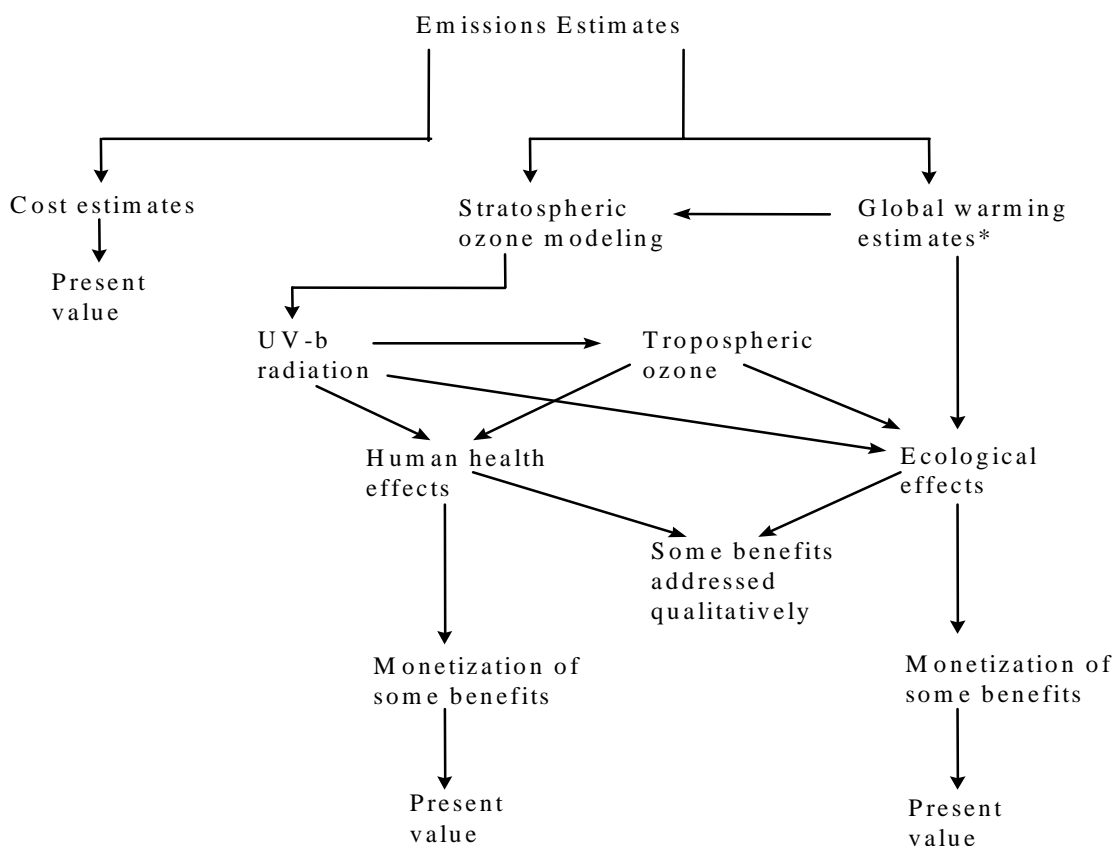 Emissions Estimates
Cost estimates
Stratospheric
ozone modeling
Global warming
estimates*
Present
value
UV-b
radiation
Tropospheric
ozone
Human health
effects
Ecological
effects
Some benefits
addressed
qualitatively
Monetization of
some benefits
Monetization of
some benefits
Present
value
Present
value